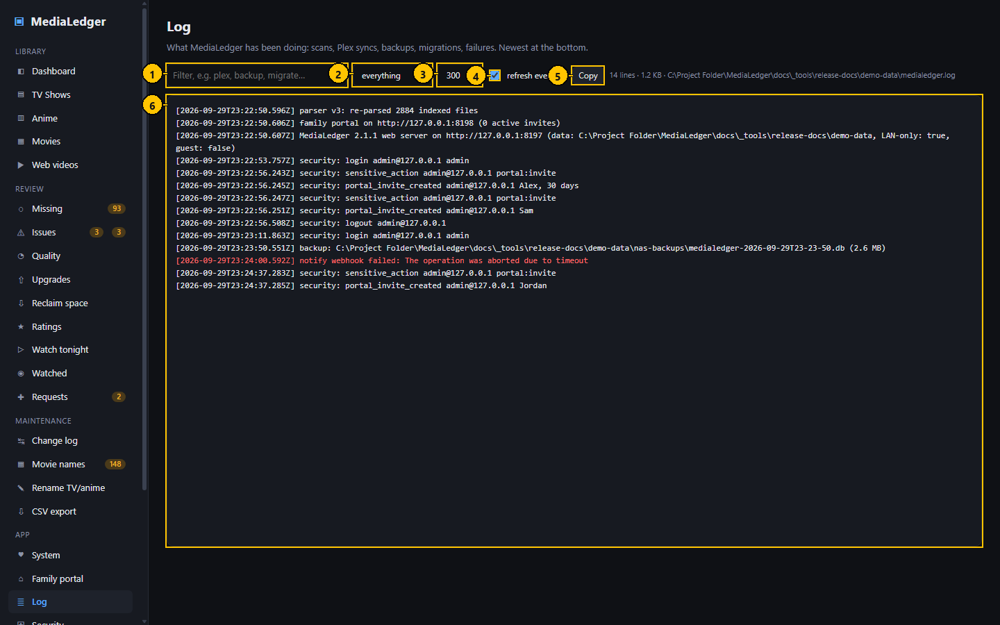 MediaLedger
LIBRARY
Dashboard
TV Shows
Anime
Movies
Web videos
REVIEW
Missing 93
Issues 3 3
Quality
Upgrades
Reclaim space
Ratings
Watch tonight
Watched
Requests 2
MAINTENANCE
Change log
Movie names 148
Rename TV/anime
CSV export
APP
System
Family portal
Log
Security
Log
What MediaLedger has been doing: scans, Plex syncs, backups, migrations, failures. Newest at the bottom.
1 Filter, e.g. plex, backup, migrate... 2 everything 3 300 4 refresh eve 5 Copy 14 lines · 1.2 KB · C:\Project Folder\MediaLedger\docs\_tools\release-docs\demo-data\medialedger.log
6
[2026-09-29T23:22:50.596Z] parser v3: re-parsed 2884 indexed files
[2026-09-29T23:22:50.606Z] family portal on http://127.0.0.1:8198 (0 active invites)
[2026-09-29T23:22:50.607Z] MediaLedger 2.1.1 web server on http://127.0.0.1:8197 (data: C:\Project Folder\MediaLedger\docs\_tools\release-docs\demo-data, LAN-only: true,
guest: false)
[2026-09-29T23:22:53.757Z] security: login admin@127.0.0.1 admin
[2026-09-29T23:22:56.243Z] security: sensitive_action admin@127.0.0.1 portal:invite
[2026-09-29T23:22:56.245Z] security: portal_invite_created admin@127.0.0.1 Alex, 30 days
[2026-09-29T23:22:56.247Z] security: sensitive_action admin@127.0.0.1 portal:invite
[2026-09-29T23:22:56.251Z] security: portal_invite_created admin@127.0.0.1 Sam
[2026-09-29T23:22:56.508Z] security: logout admin@127.0.0.1
[2026-09-29T23:23:11.863Z] security: login admin@127.0.0.1 admin
[2026-09-29T23:23:50.551Z] backup: C:\Project Folder\MediaLedger\docs\_tools\release-docs\demo-data\nas-backups\medialedger-2026-09-29T23-23-50.db (2.6 MB)
[2026-09-29T23:24:00.592Z] notify webhook failed: The operation was aborted due to timeout
[2026-09-29T23:24:37.283Z] security: sensitive_action admin@127.0.0.1 portal:invite
[2026-09-29T23:24:37.285Z] security: portal_invite_created admin@127.0.0.1 Jordan